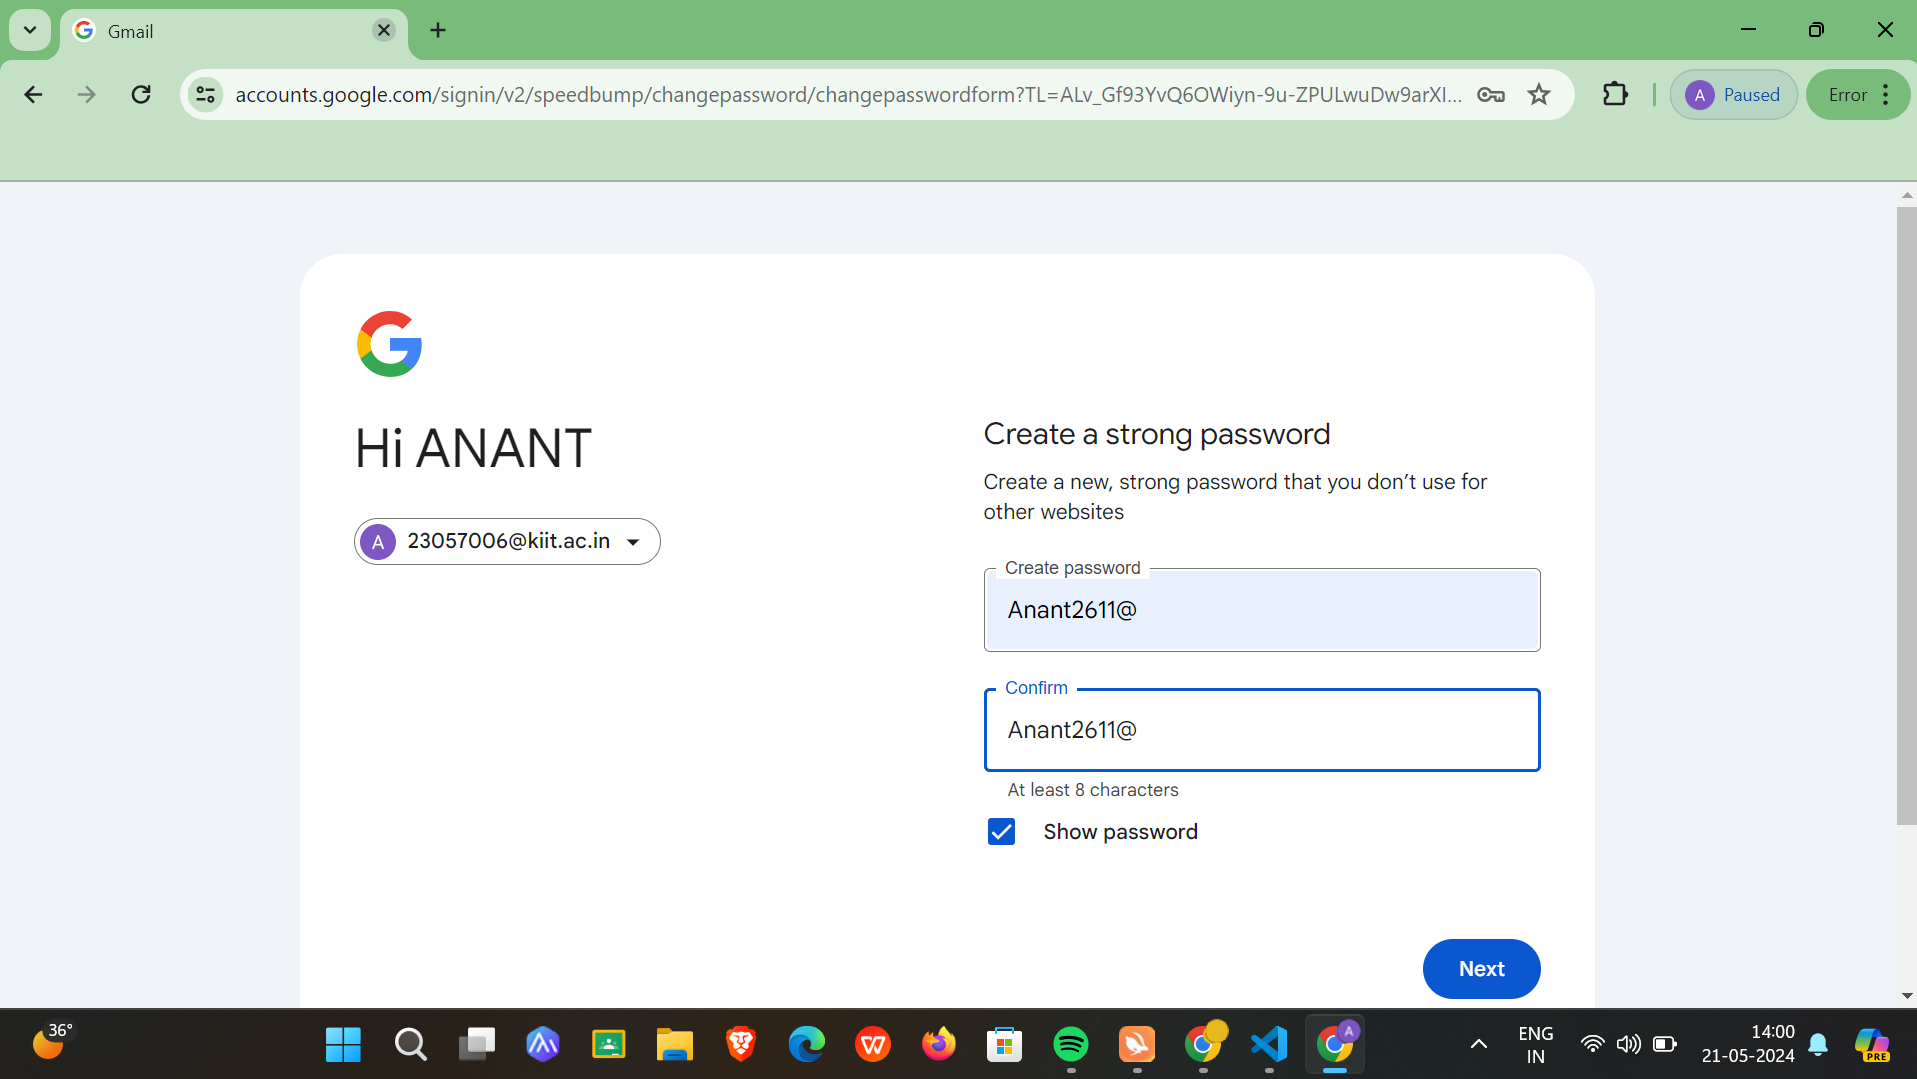 Gmail
accounts.google.com/signin/v2/speedbump/changepassword/changepasswordform?TL=ALv_Gf93YvQ6OWiyn-9u-ZPULwuDw9arXI...
A Paused
Error
Hi ANANT
A 23057006@kiit.ac.in
Create a strong password
Create a new, strong password that you don’t use for
other websites
Create password
Anant2611@
Confirm
Anant2611@
At least 8 characters
Show password
Next
36°
W
A
ENG
IN
14:00
21-05-2024
PRE